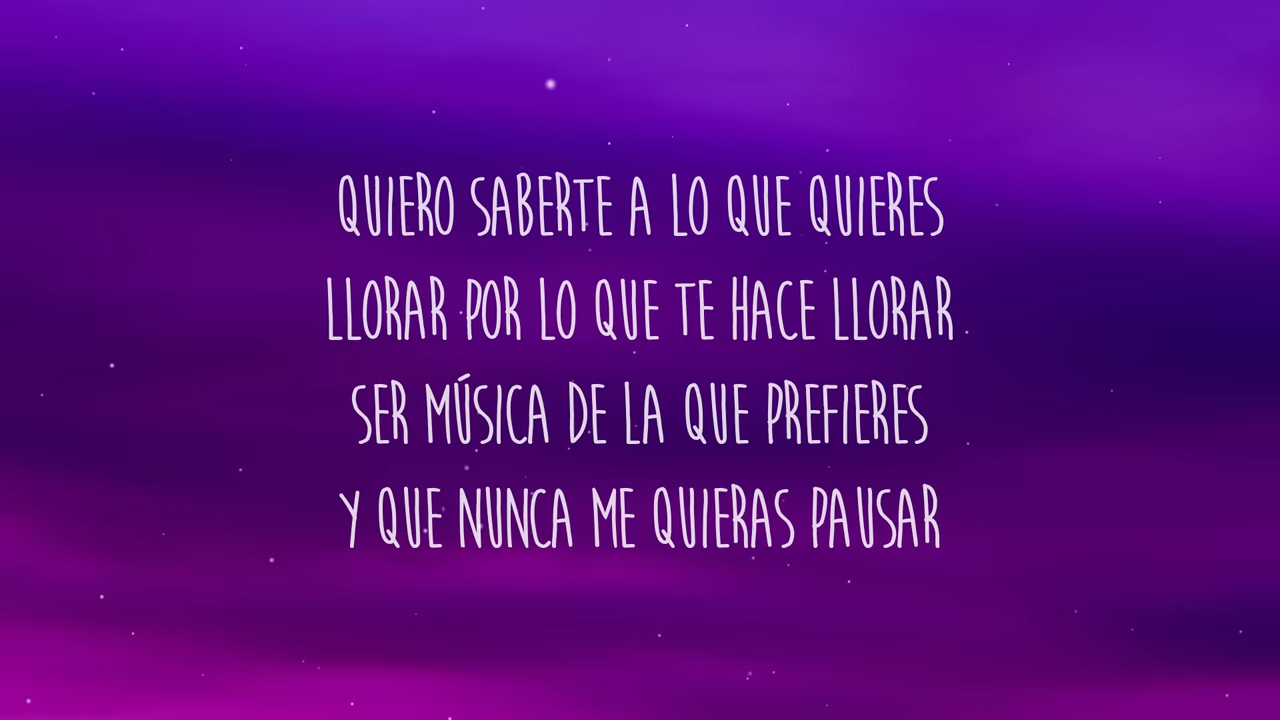 QUIERO SABERTE A LO QUE QUIERES
LLORAR POR LO QUE TE HACE LLORAR
SER MÚSICA DE LA QUE PREFIERES
Y QUE NUNCA ME QUIERAS PAUSAR